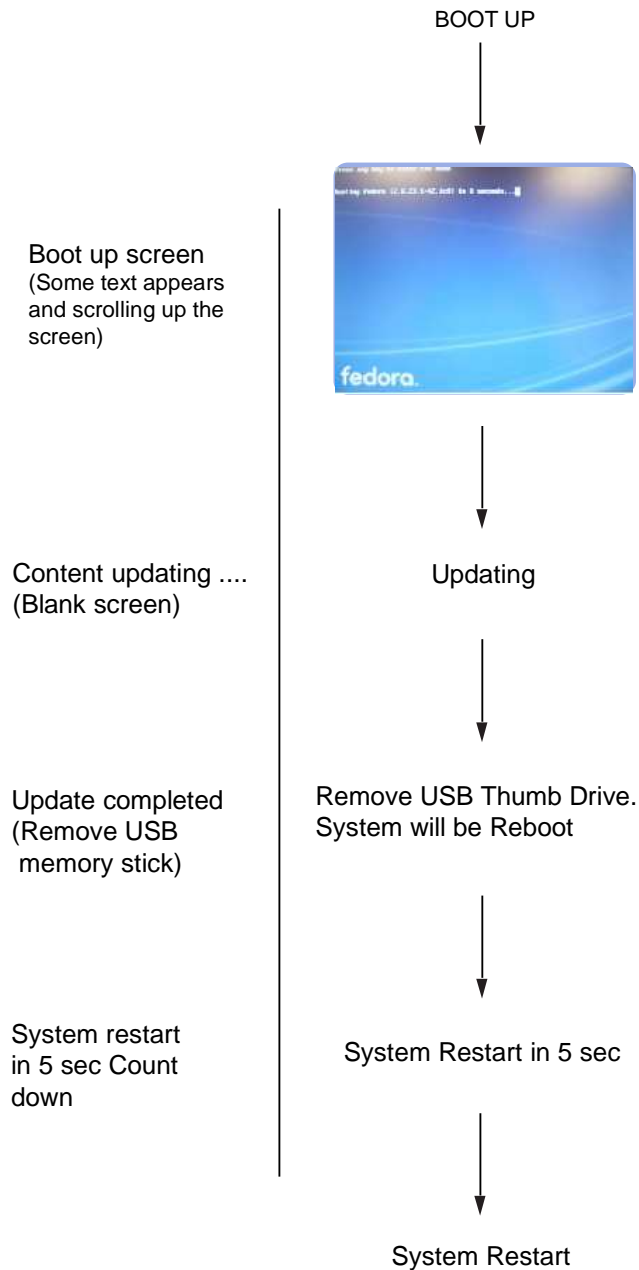 BOOT UP
Boot up screen
(Some text appears
and scrolling up the
screen)
fedora.
Content updating ....
(Blank screen)
Updating
Update completed
(Remove USB
memory stick)
Remove USB Thumb Drive.
System will be Reboot
System restart
in 5 sec Count
down
System Restart in 5 sec
System Restart